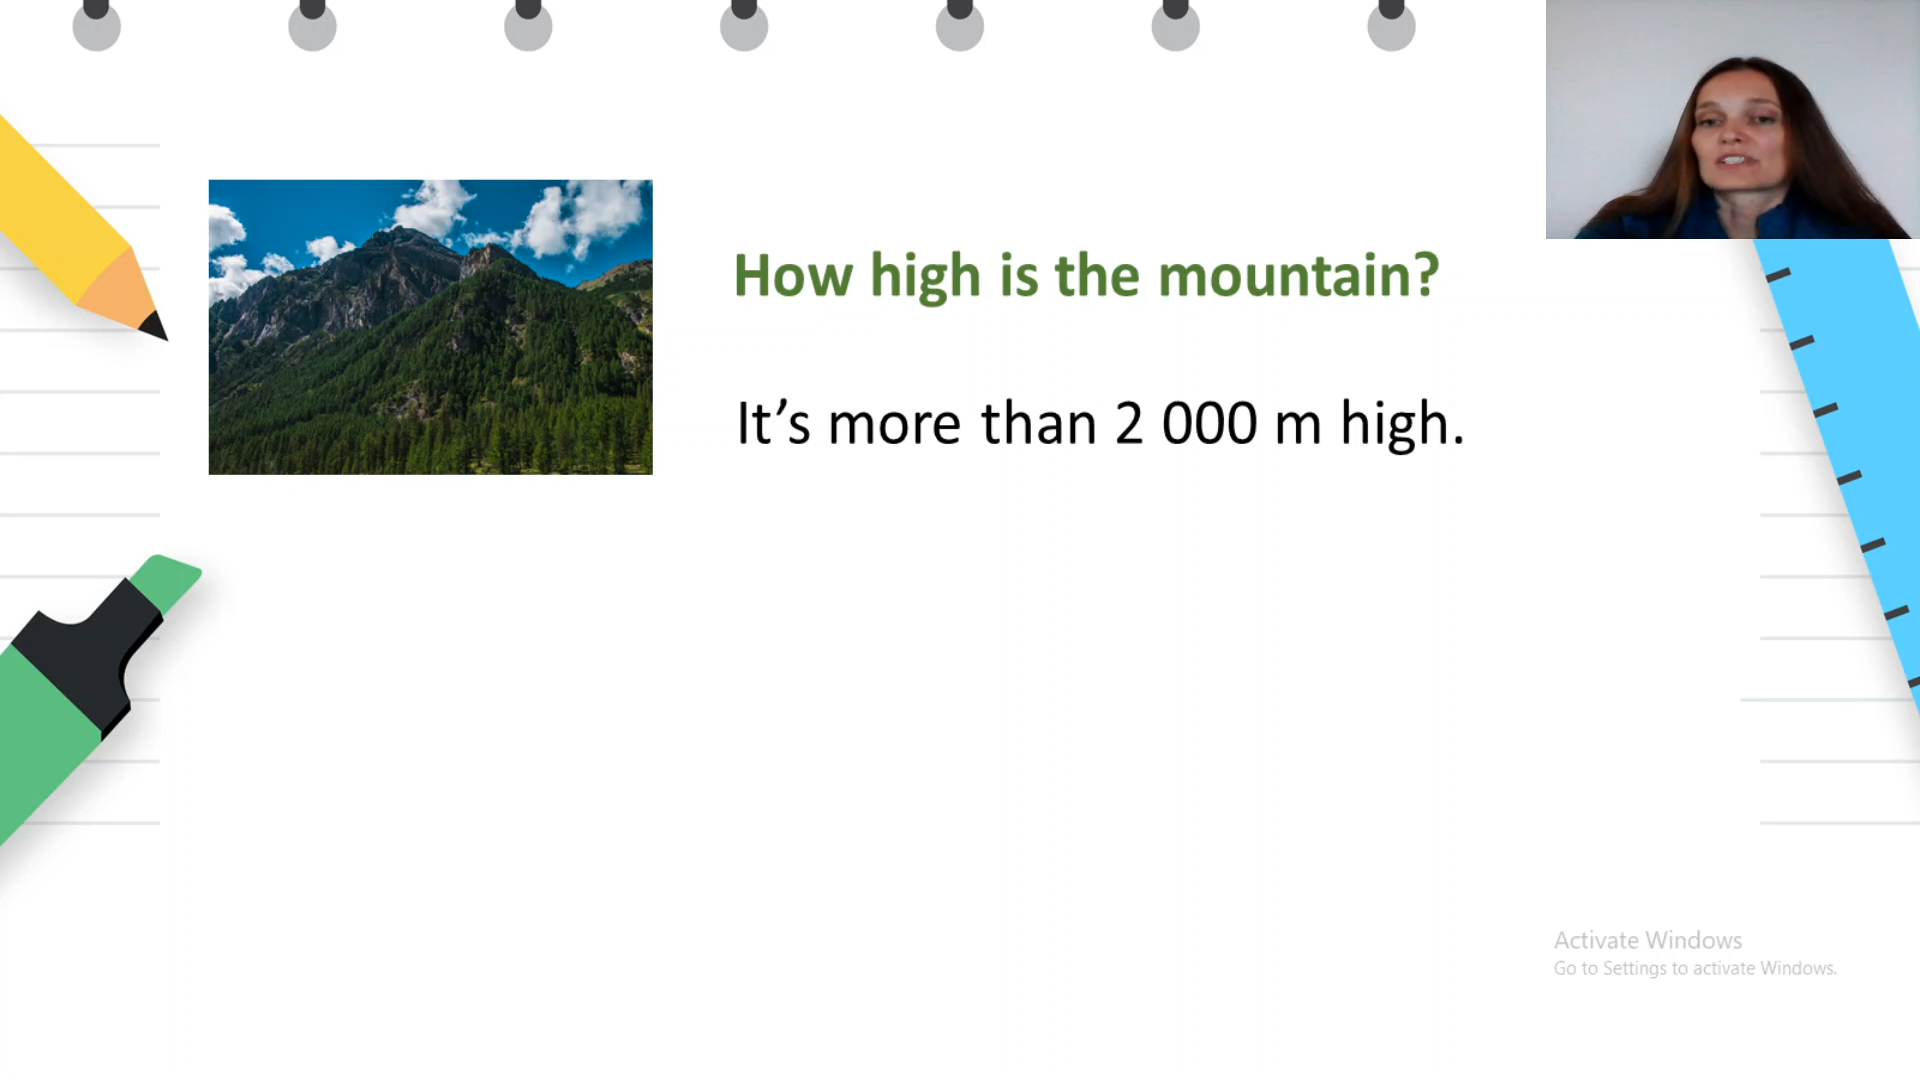 How high is the mountain?
It's more than 2 000 m high.
Activate Windows
Go to Settings to activate Windows.